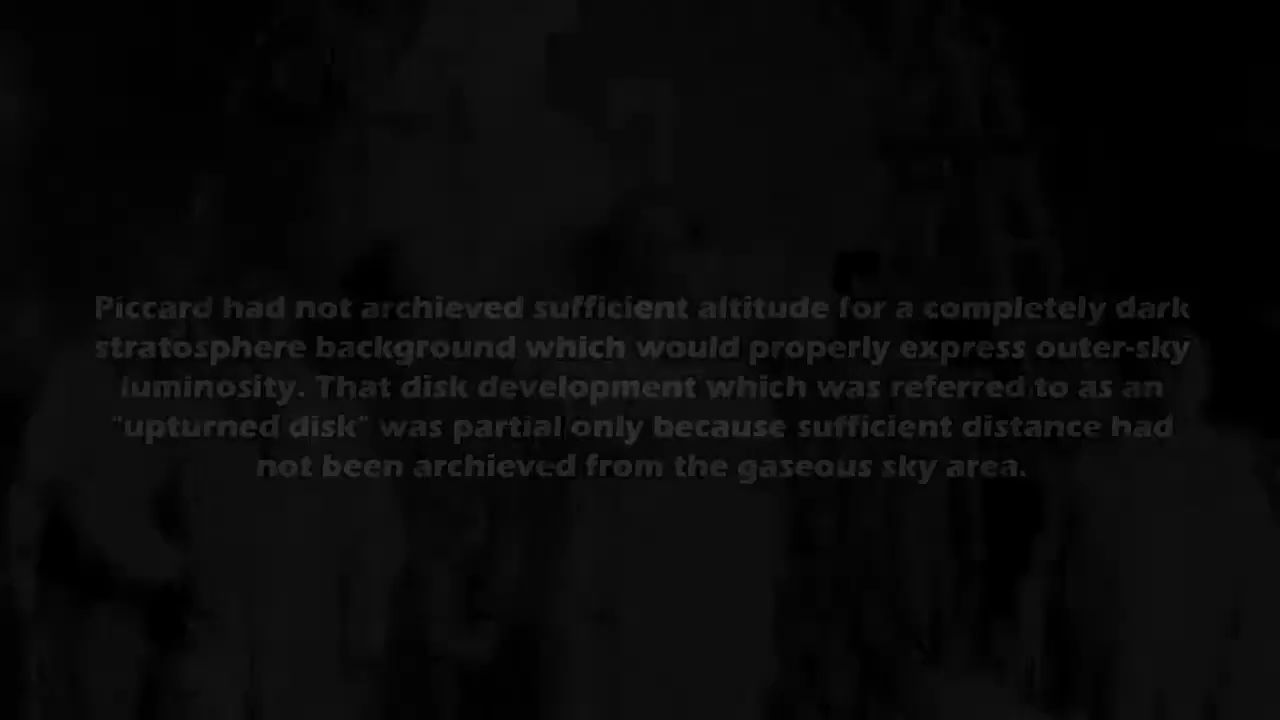 Piccard had not archieved sufficient altitude for a completely dark
stratosphere background which would properly express outer-sky
luminosity. That disk development which was referred to as an
"upturned disk" was partial only because sufficient distance had
not been archieved from the gaseous sky area.